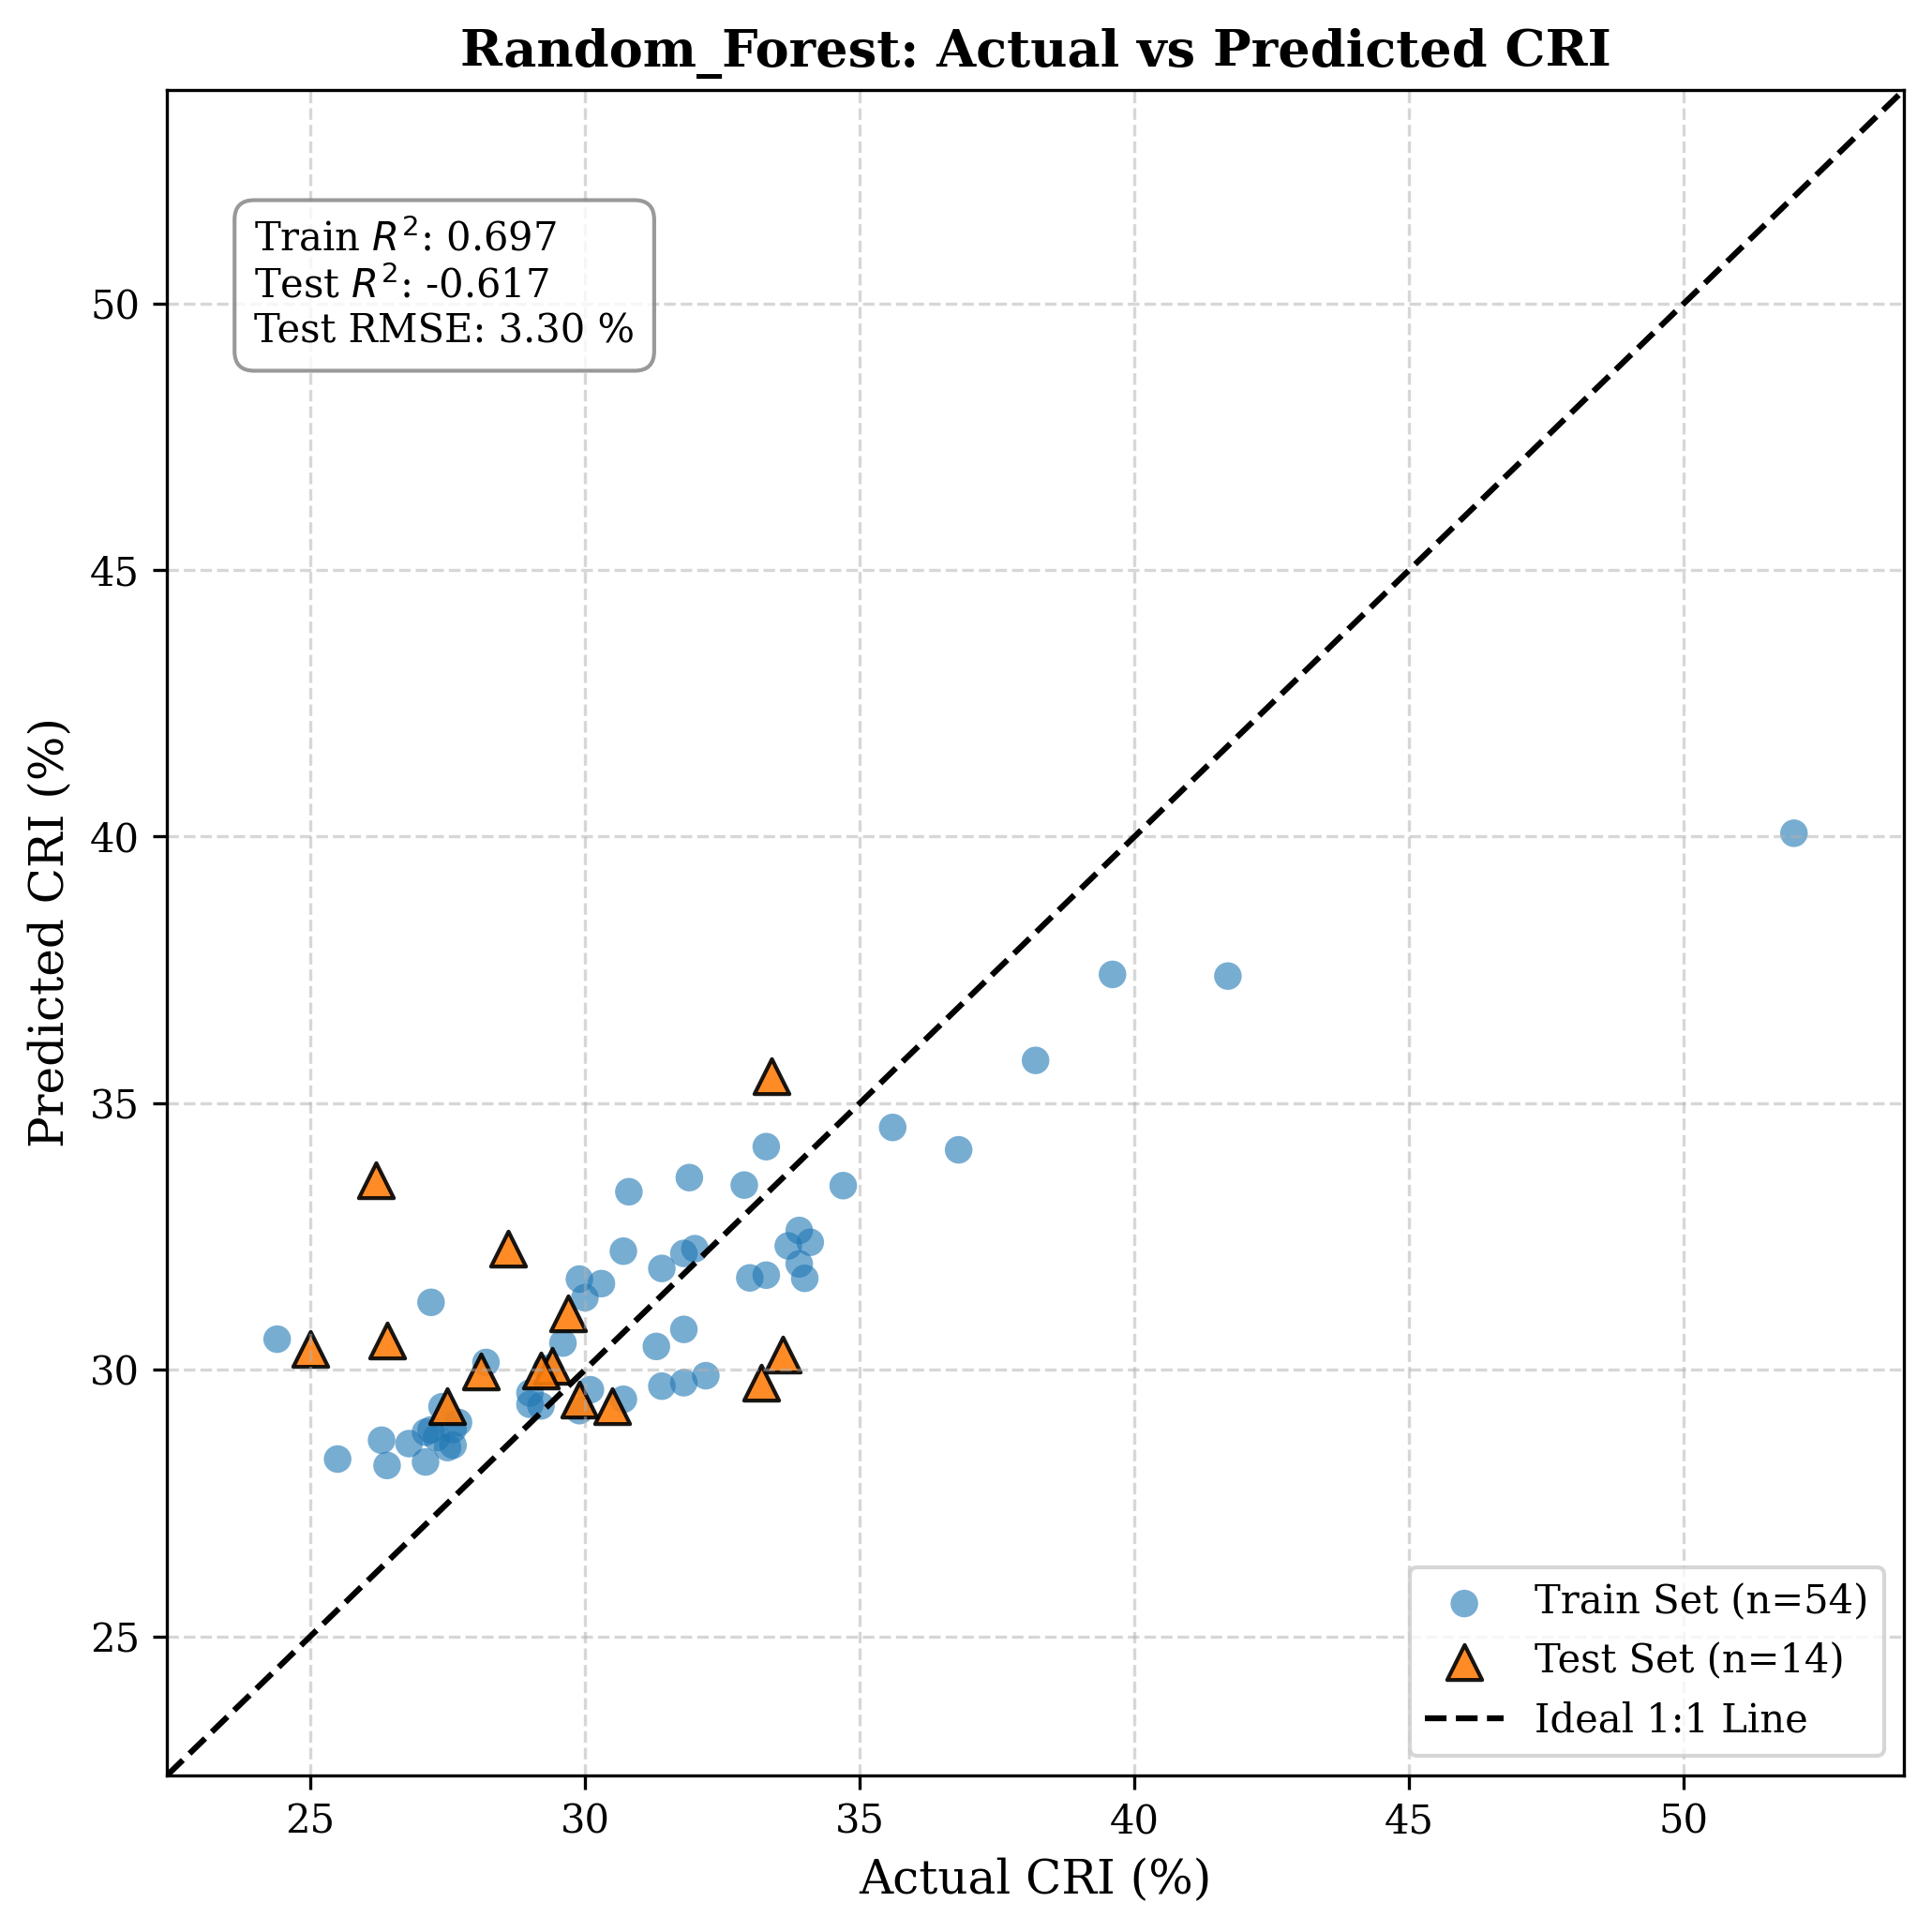 Random_Forest: Actual vs Predicted CRI
Train R²: 0.697
Test R²: -0.617
Test RMSE: 3.30 %
Predicted CRI (%)
50
45
40
35
30
25
25 30 35 40 45 50
Actual CRI (%)
Train Set (n=54)
Test Set (n=14)
Ideal 1:1 Line